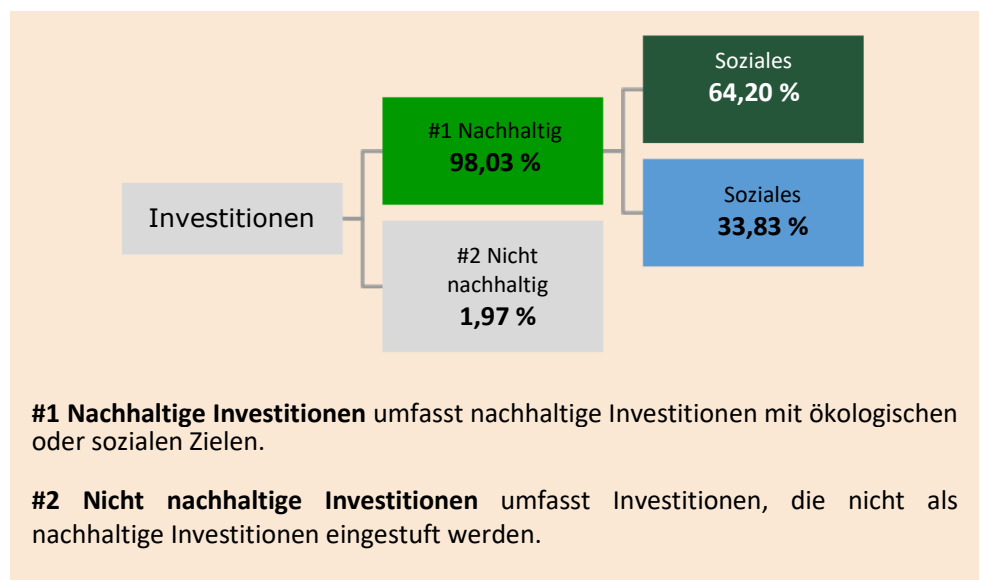 Investitionen
#1 Nachhaltig
98,03 %
#2 Nicht
nachhaltig
1,97 %
Soziales
64,20 %
Soziales
33,83 %
#1 Nachhaltige Investitionen umfasst nachhaltige Investitionen mit ökologischen
oder sozialen Zielen.
#2 Nicht nachhaltige Investitionen umfasst Investitionen, die nicht als
nachhaltige Investitionen eingestuft werden.